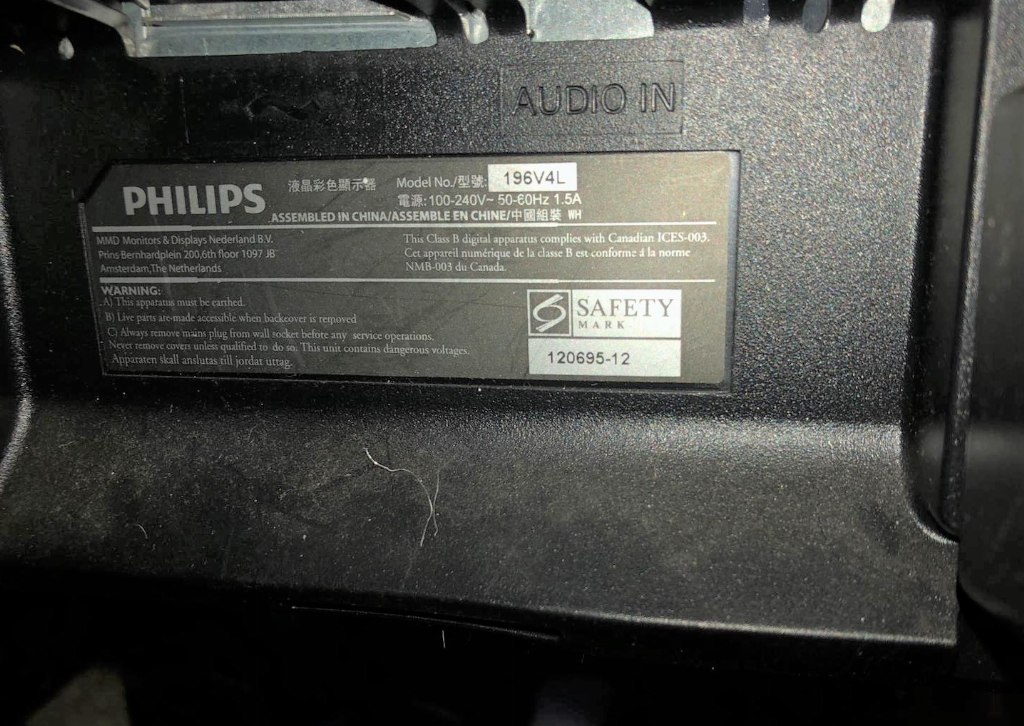 AUDIO IN
PHILIPS
液晶彩色顯示器
Model No./型號: 196V4L
電源: 100-240V~ 50-60Hz 1.5A
ASSEMBLED IN CHINA/ASSEMBLE EN CHINE/中國組裝 WH
MMD Monitors & Displays Nederland B.V.
Prins Bernhardplein 200,6th floor 1097 JB
Amsterdam,The Netherlands
This Class B digital apparatus complies with Canadian ICES-003.
Cet appareil numérique de la classe B est conforme à la norme
NMB-003 du Canada.
WARNING:
A) This apparatus must be earthed.
B) Live parts are made accessible when backcover is removed
C) Always remove mains plug from wall socket before any service operations.
Never remove covers unless qualified to do so. This unit contains dangerous voltages.
Apparaten skall anslutas till jordat uttag.
SAFETY
MARK
120695-12